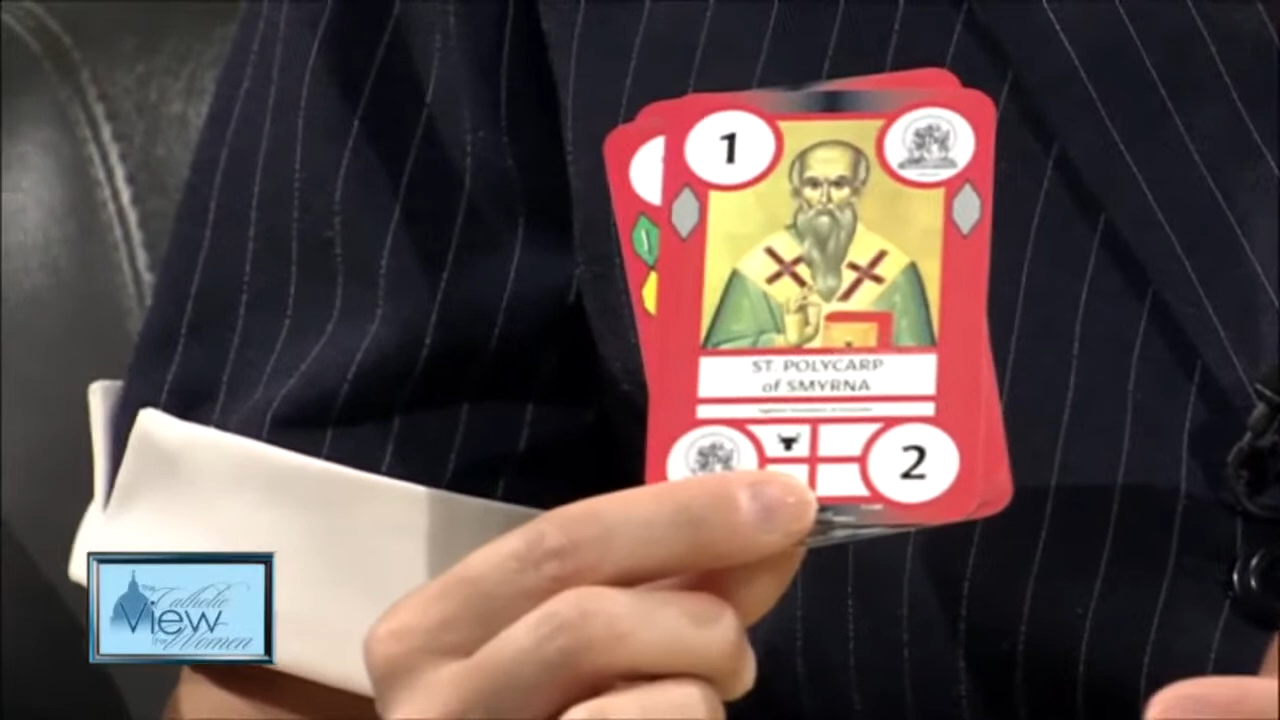 1
ST. POLYCARP
of SMYRNA
2
The
Catholic
View
for
Women